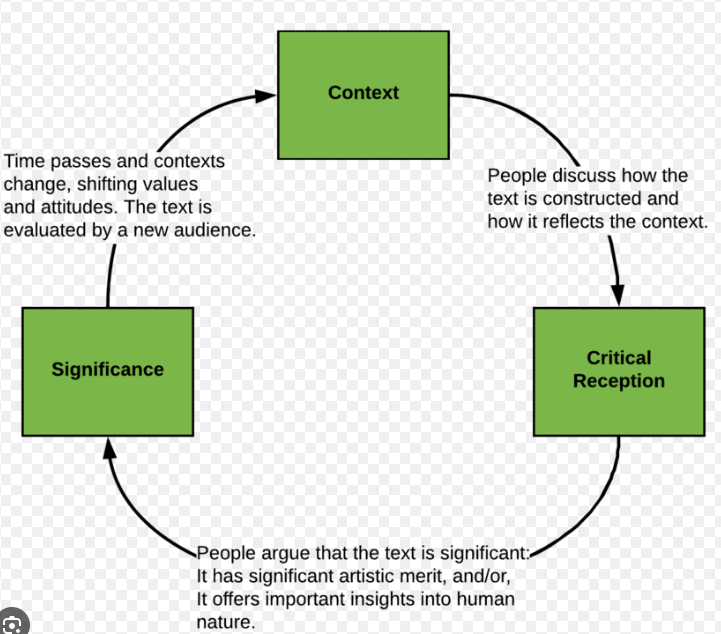 Context
Time passes and contexts
change, shifting values
and attitudes. The text is
evaluated by a new audience.
People discuss how the
text is constructed and
how it reflects the context.
Significance
Critical
Reception
People argue that the text is significant:
It has significant artistic merit, and/or,
It offers important insights into human
nature.